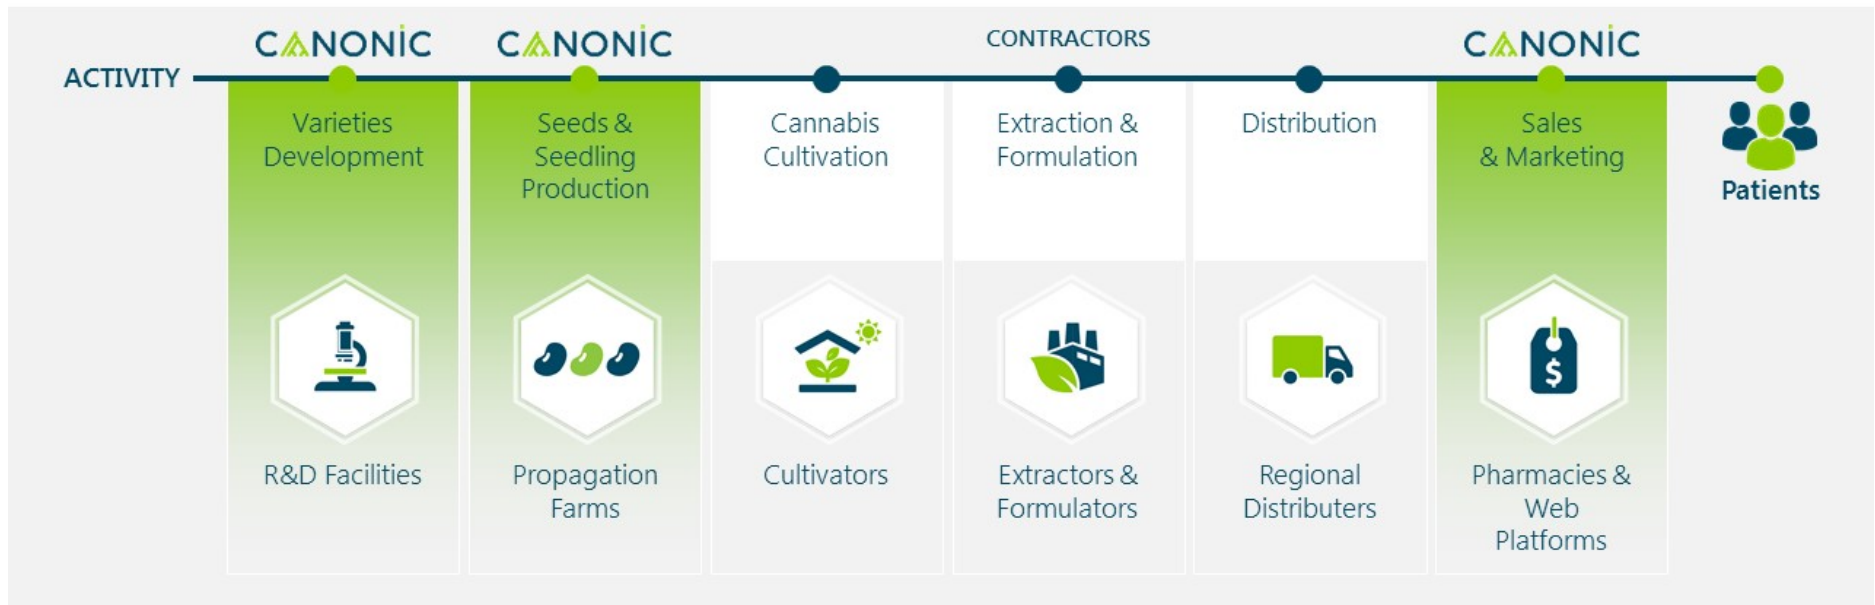 CANONIC
CANONIC
CONTRACTORS
CANONIC
ACTIVITY
Varieties
Development
Seeds &
Seedling
Production
Cannabis
Cultivation
Extraction &
Formulation
Distribution
Sales
& Marketing
Patients
$
R&D Facilities
Propagation
Farms
Cultivators
Extractors &
Formulators
Regional
Distributers
Pharmacies &
Web
Platforms